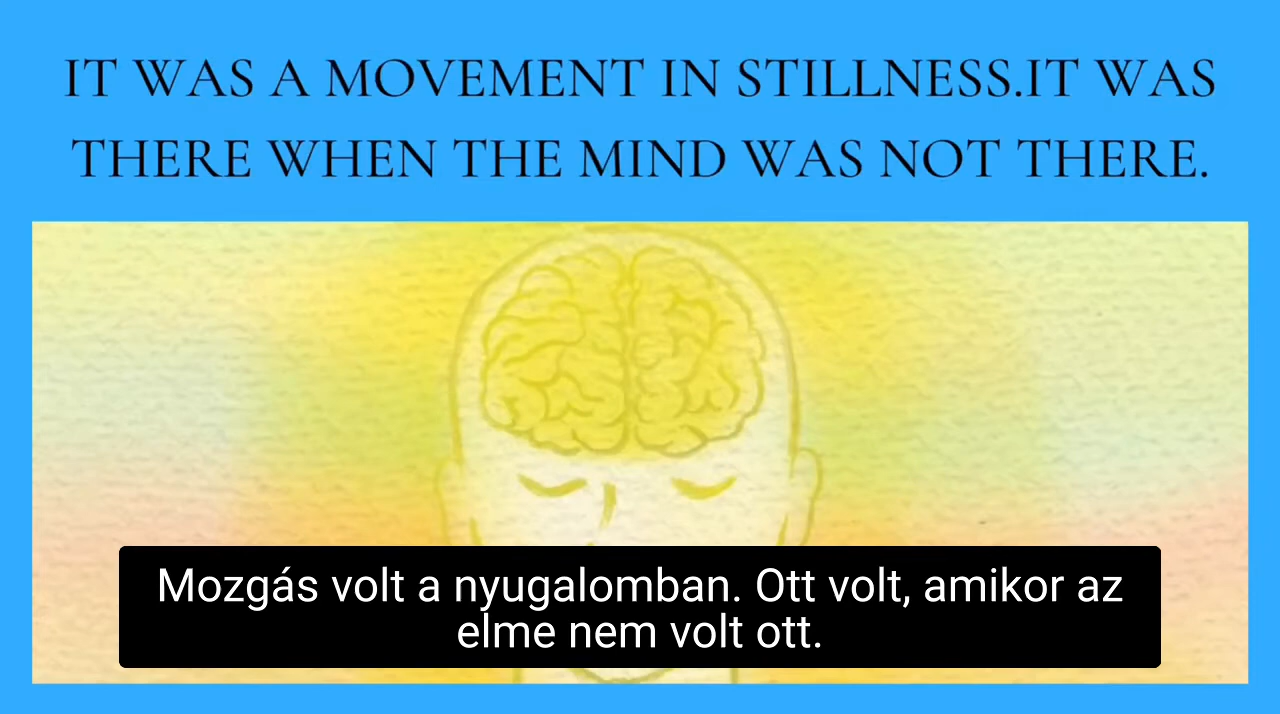 IT WAS A MOVEMENT IN STILLNESS.IT WAS
THERE WHEN THE MIND WAS NOT THERE.
Mozgás volt a nyugalomban. Ott volt, amikor az
elme nem volt ott.